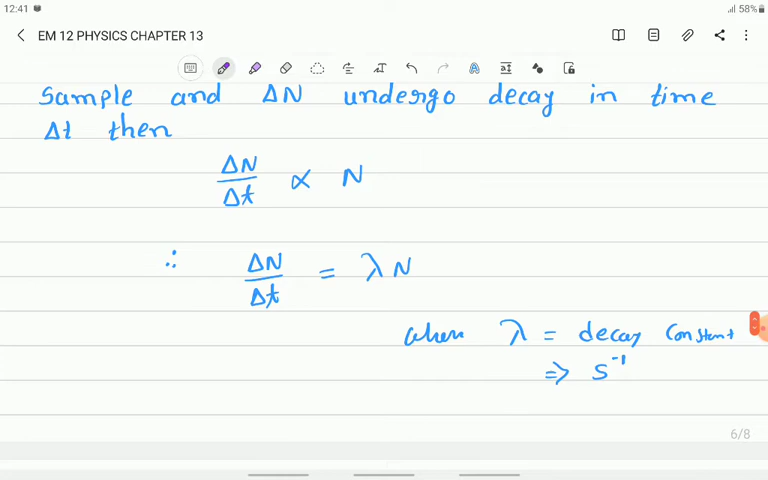 12:41 58%
EM 12 PHYSICS CHAPTER 13
Sample and ΔN undergo decay in time
Δt then
ΔN/Δt ∝ N
∴ ΔN/Δt = λN
when λ = decay constant
=> s⁻¹
6/8